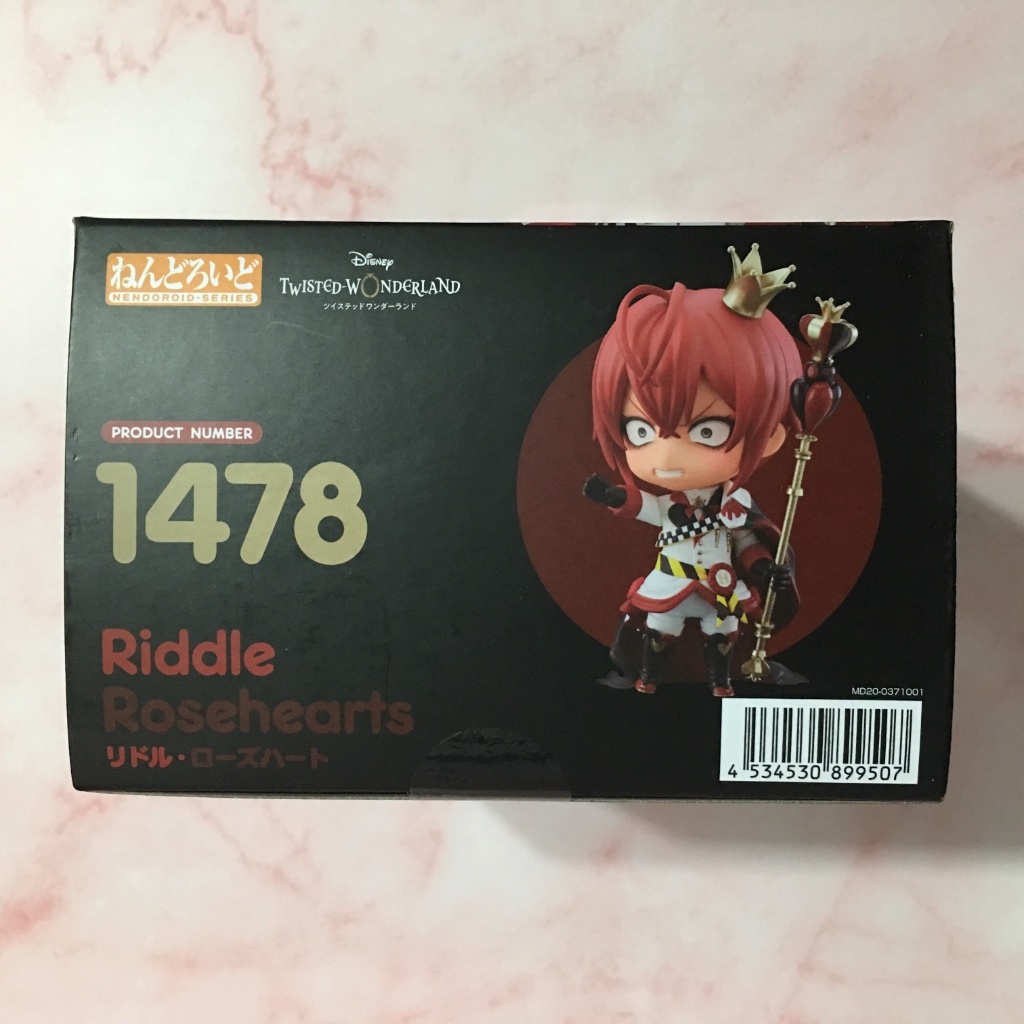 ねんどろいど
NENDOROID・SERIES
Disney
TWISTED-WONDERLAND
ツイステッドワンダーランド
PRODUCT NUMBER
1478
Riddle
Rosehearts
リドル・ローズハート
MD20-0371001
4 534530 899507